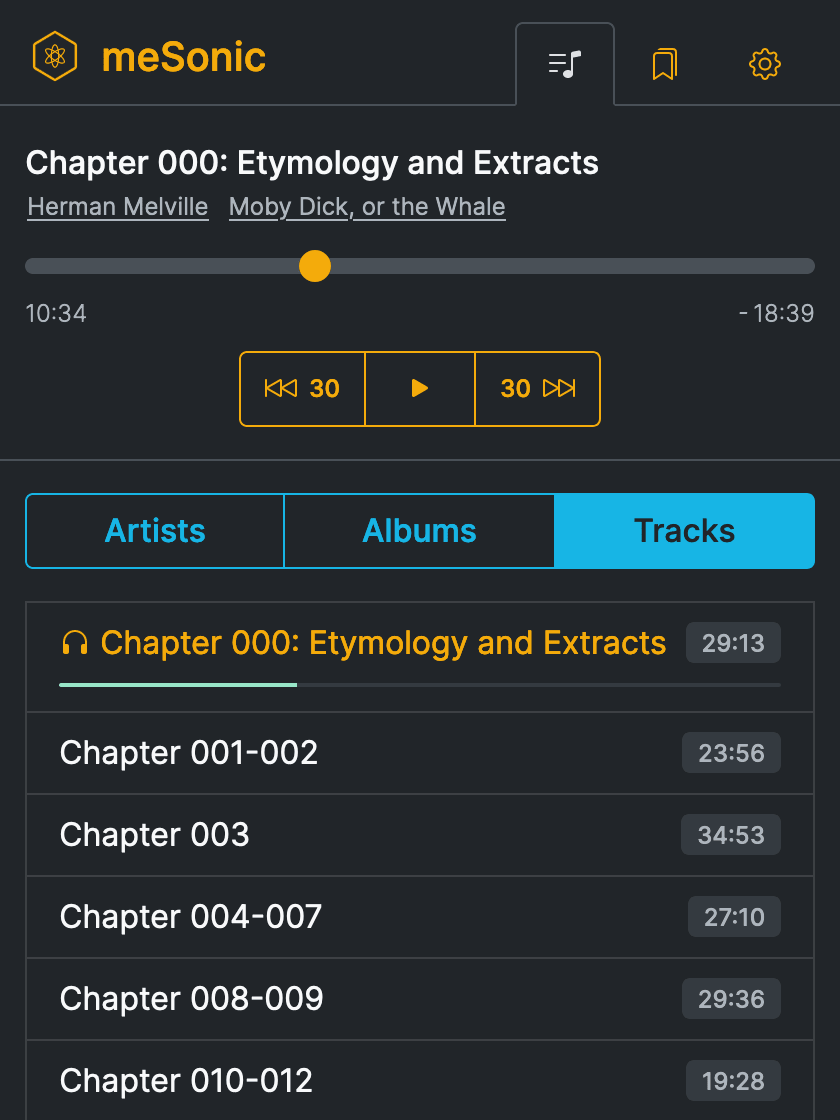 meSonic
Chapter 000: Etymology and Extracts
Herman Melville Moby Dick, or the Whale
10:34 - 18:39
30 30
Artists Albums Tracks
Chapter 000: Etymology and Extracts 29:13
Chapter 001-002 23:56
Chapter 003 34:53
Chapter 004-007 27:10
Chapter 008-009 29:36
Chapter 010-012 19:28